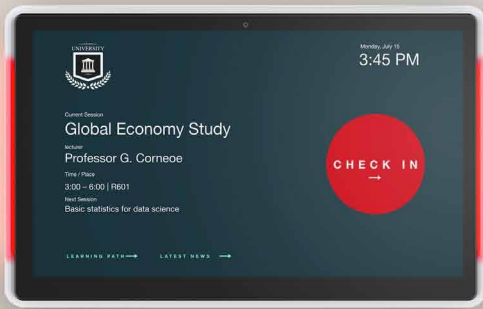 UNIVERSITY
Monday, July 15
3:45 PM
Current Session
Global Economy Study
lecturer
Professor G. Corneoe
Time / Place
3:00 – 6:00 | R601
Next Session
Basic statistics for data science
CHECK IN →
LEARNING PATH → LATEST NEWS →